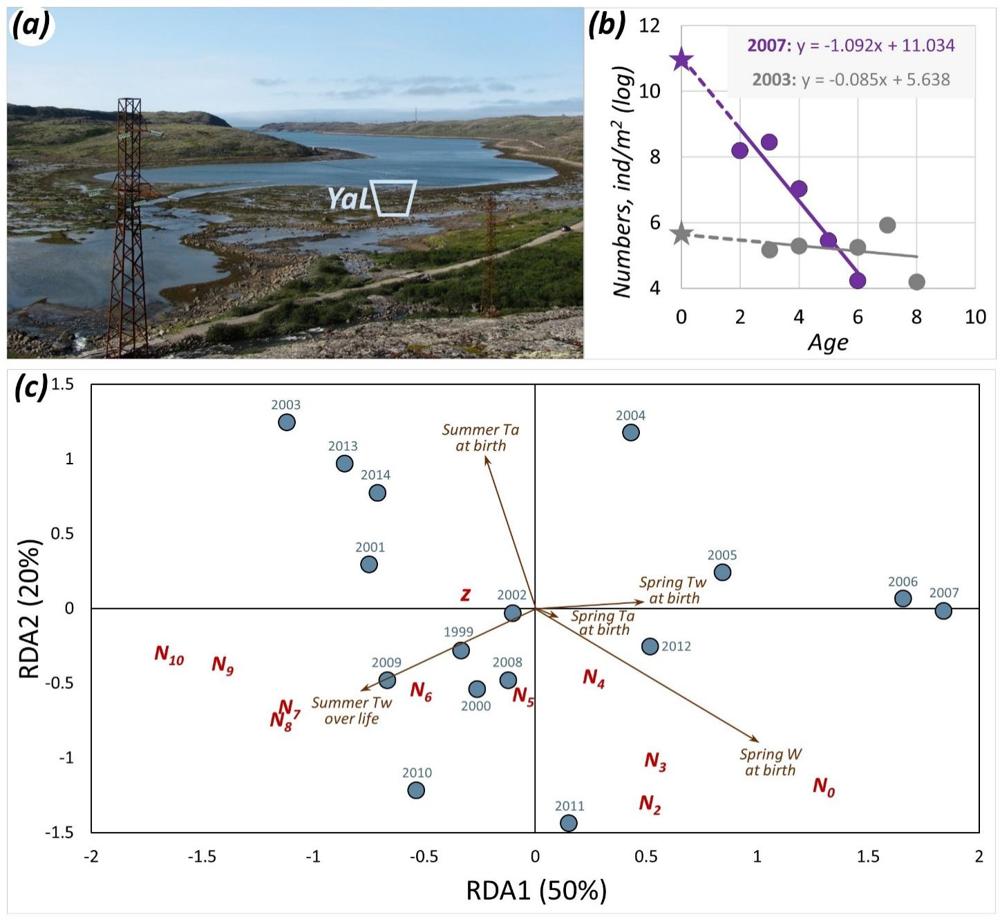 (a)
YaL
(b)
Numbers, ind/m² (log)
12
10
8
6
4
2007: y = -1.092x + 11.034
2003: y = -0.085x + 5.638
0 2 4 6 8 10
Age
(c)
RDA2 (20%)
1.5
1
0.5
0
-0.5
-1
-1.5
2003
2013
2014
2001
Summer Ta
at birth
2004
2005
2006
2007
Spring Tw
at birth
Spring Ta
at birth
z
2002
1999
2009
2008
2000
2012
N10
N9
N7
N8
N6
N5
N4
Summer Tw
over life
2010
2011
N3
N2
Spring W
at birth
N0
-2 -1.5 -1 -0.5 0 0.5 1 1.5 2
RDA1 (50%)